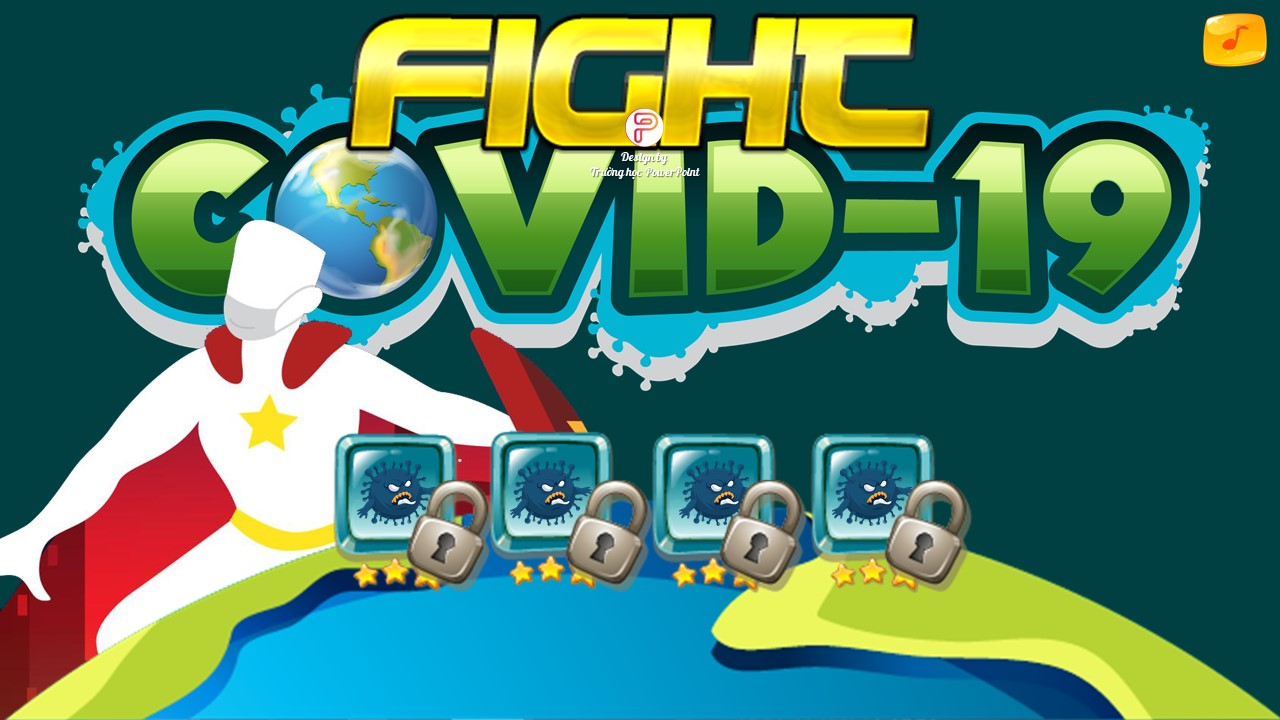 FIGHT
COVID-19
Design by
Trường học PowerPoint